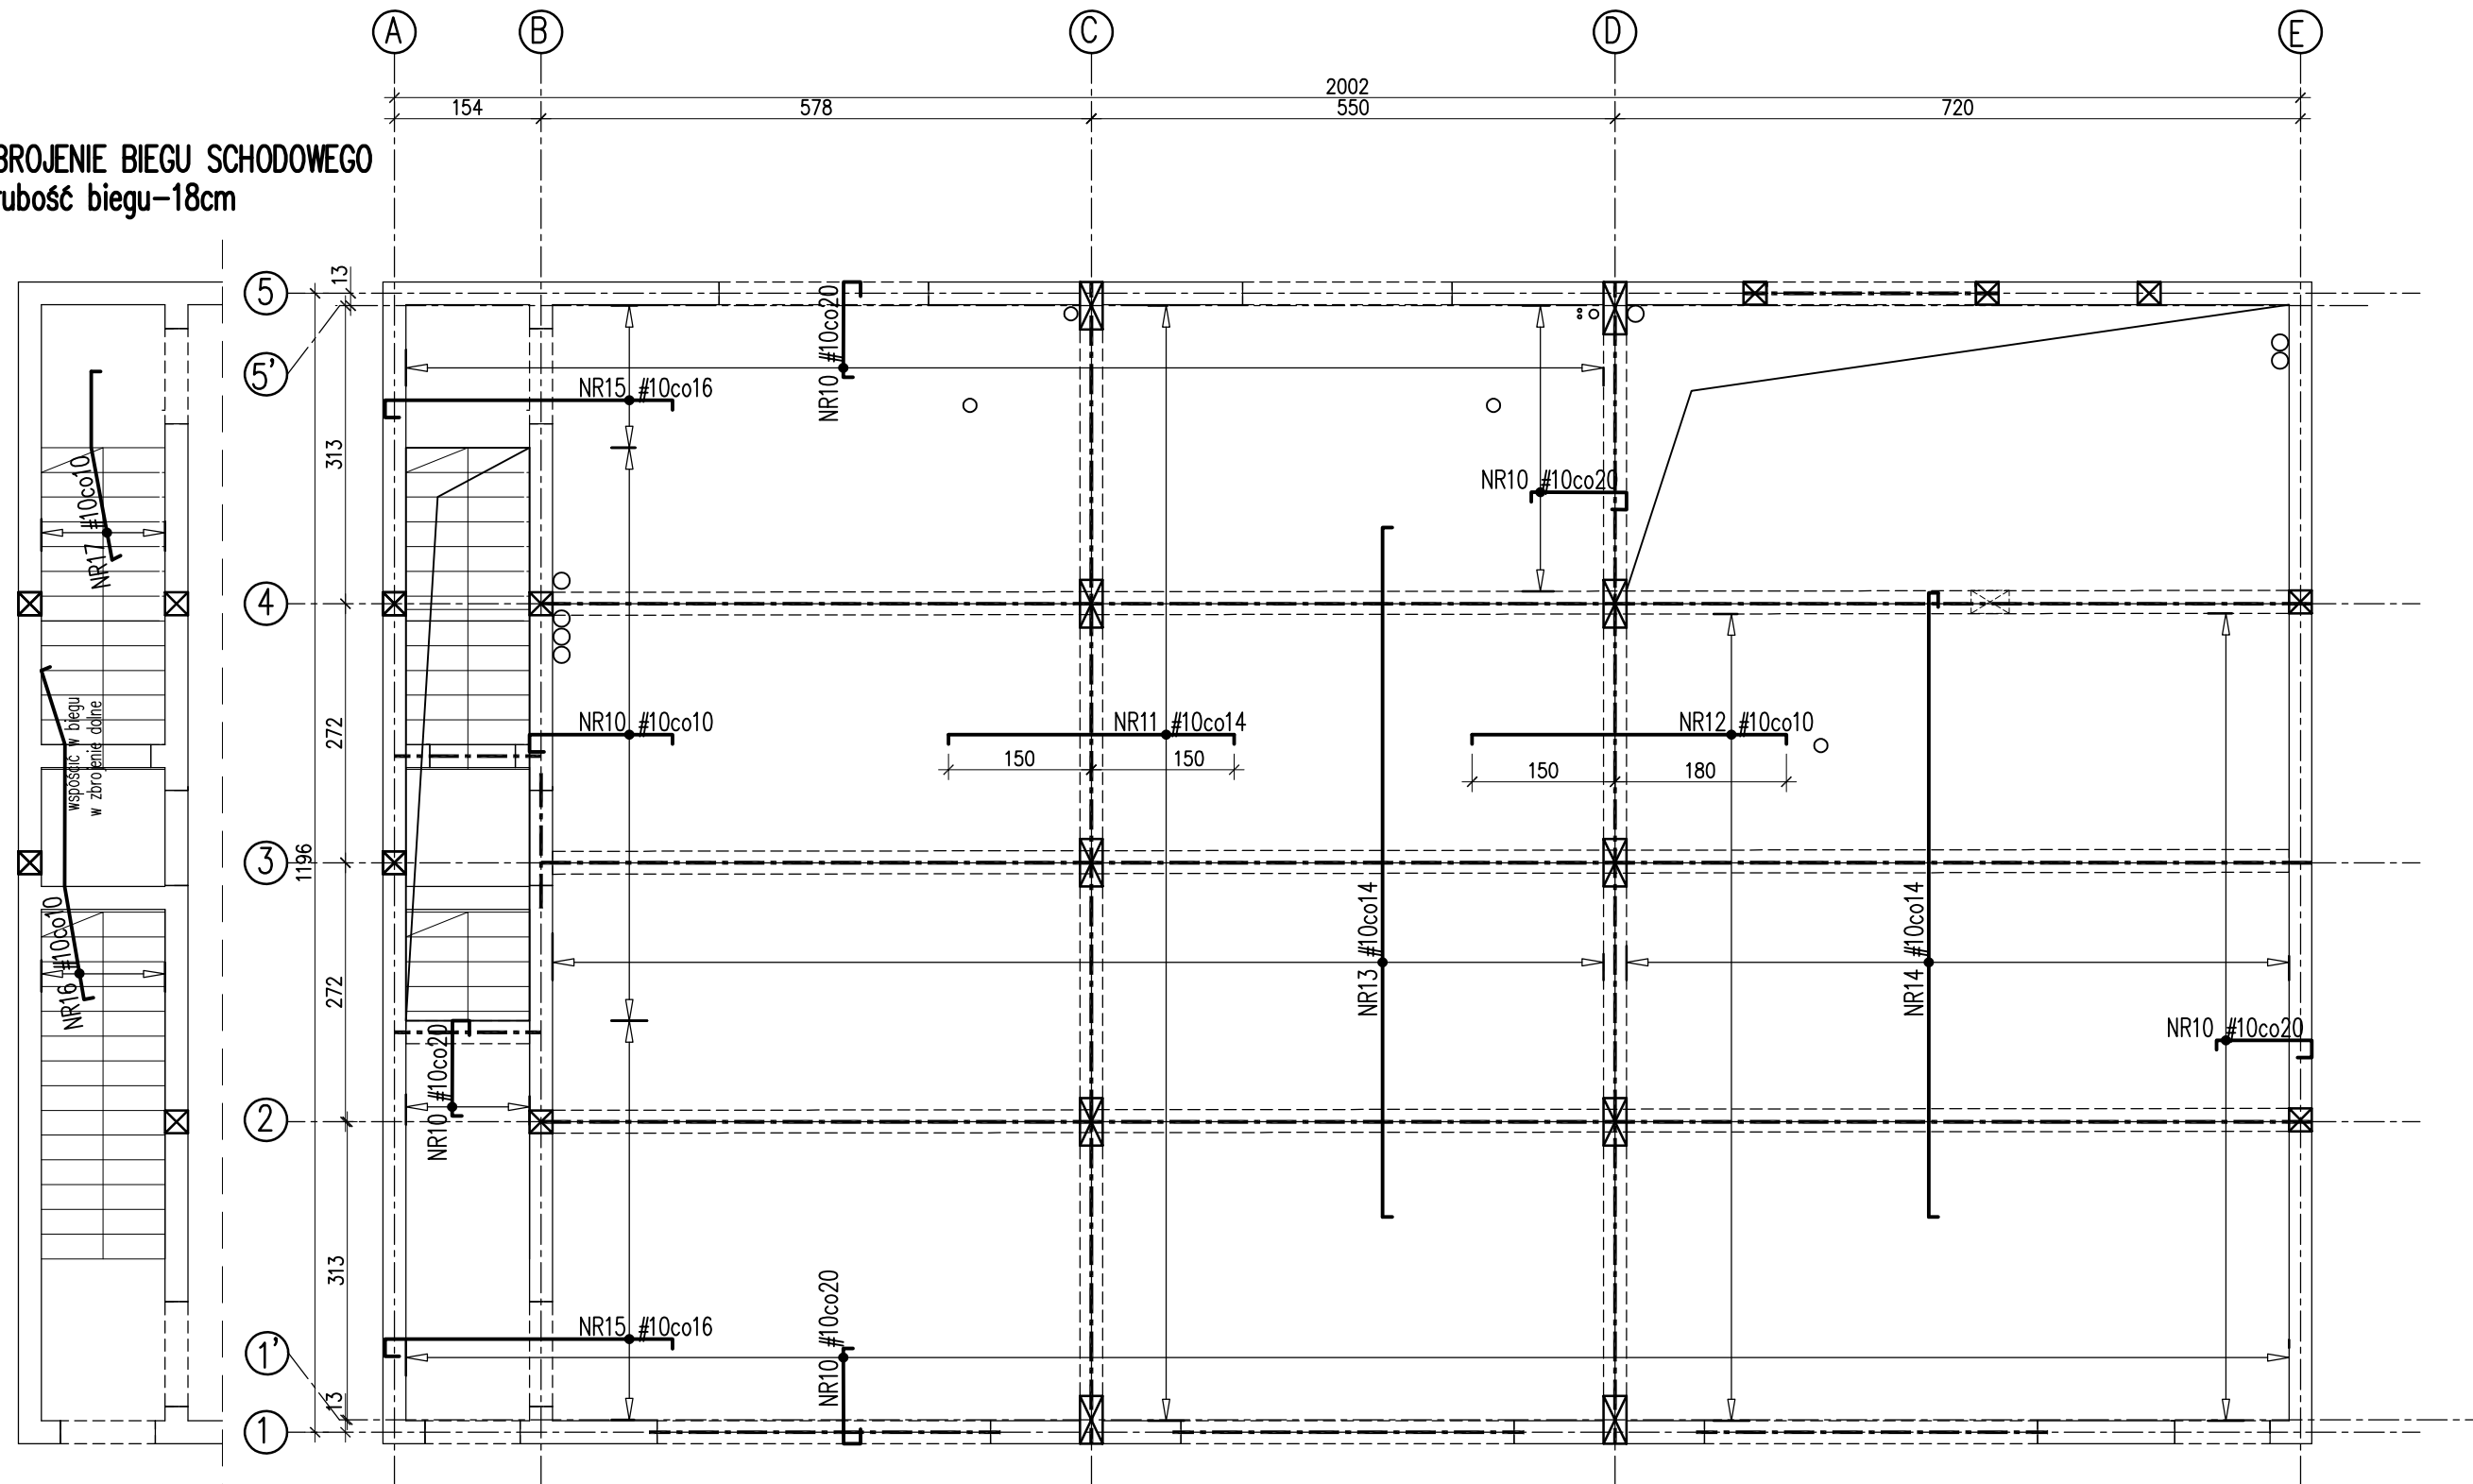 A
B
C
D
E
2002
154
578
550
720
BROJENIE BIEGU SCHODOWEGO
rubość biegu-18cm
5
13
5'
NR10 #10co20
NR15 #10co16
313
NR17 #10co10
NR10 #10co20
4
NR10 #10co10
NR11 #10co14
NR12 #10co10
272
150
150
150
180
wspóścić w biegu
w zbrojenie dolne
3
1196
NR16 #10co10
NR13 #10co14
NR14 #10co14
272
NR10 #10co20
NR10 #10co20
2
313
NR15 #10co16
NR10 #10co20
1'
13
1